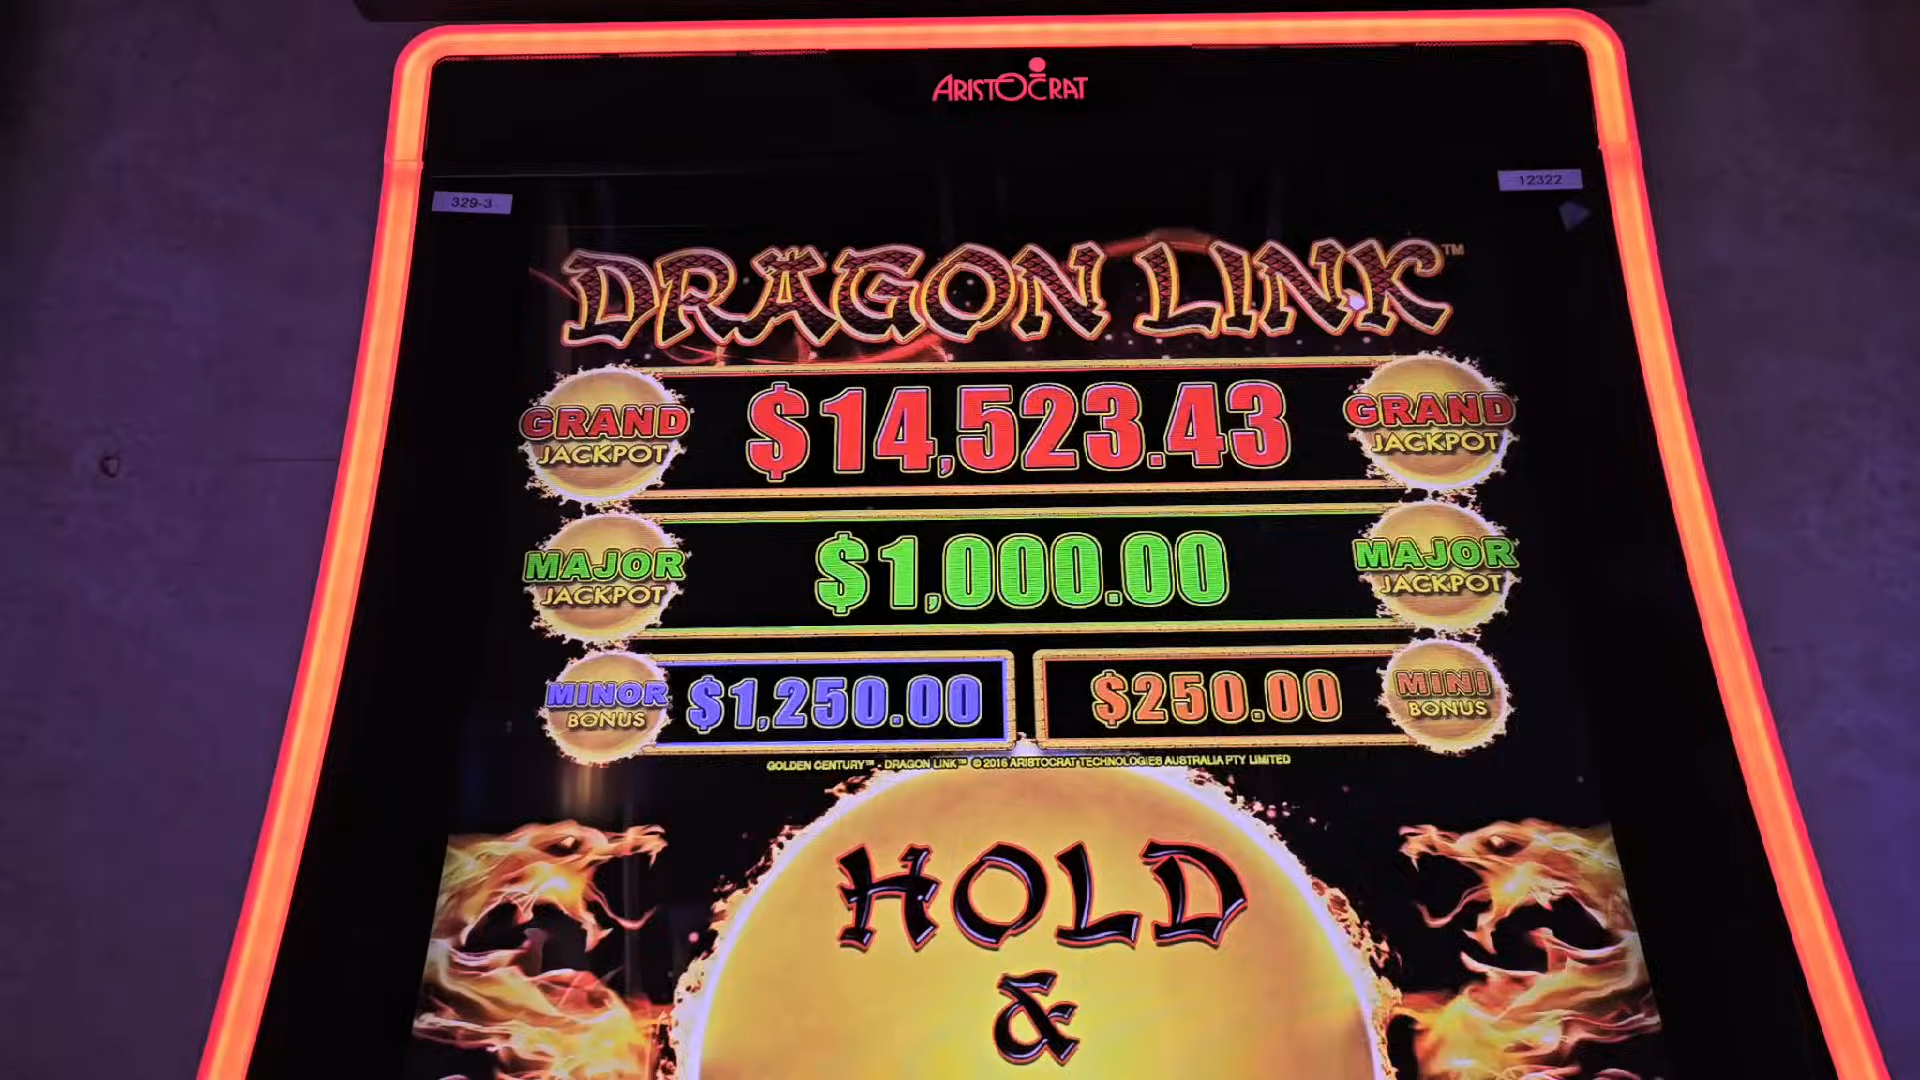 ARISTOCRAT
329-3
12322
DRAGON LINK™
GRAND JACKPOT
$14,523.43
GRAND JACKPOT
MAJOR JACKPOT
$1,000.00
MAJOR JACKPOT
MINOR BONUS
$1,250.00
$250.00
MINI BONUS
GOLDEN CENTURY™ - DRAGON LINK™ © 2016 ARISTOCRAT TECHNOLOGIES AUSTRALIA PTY LIMITED
HOLD
&